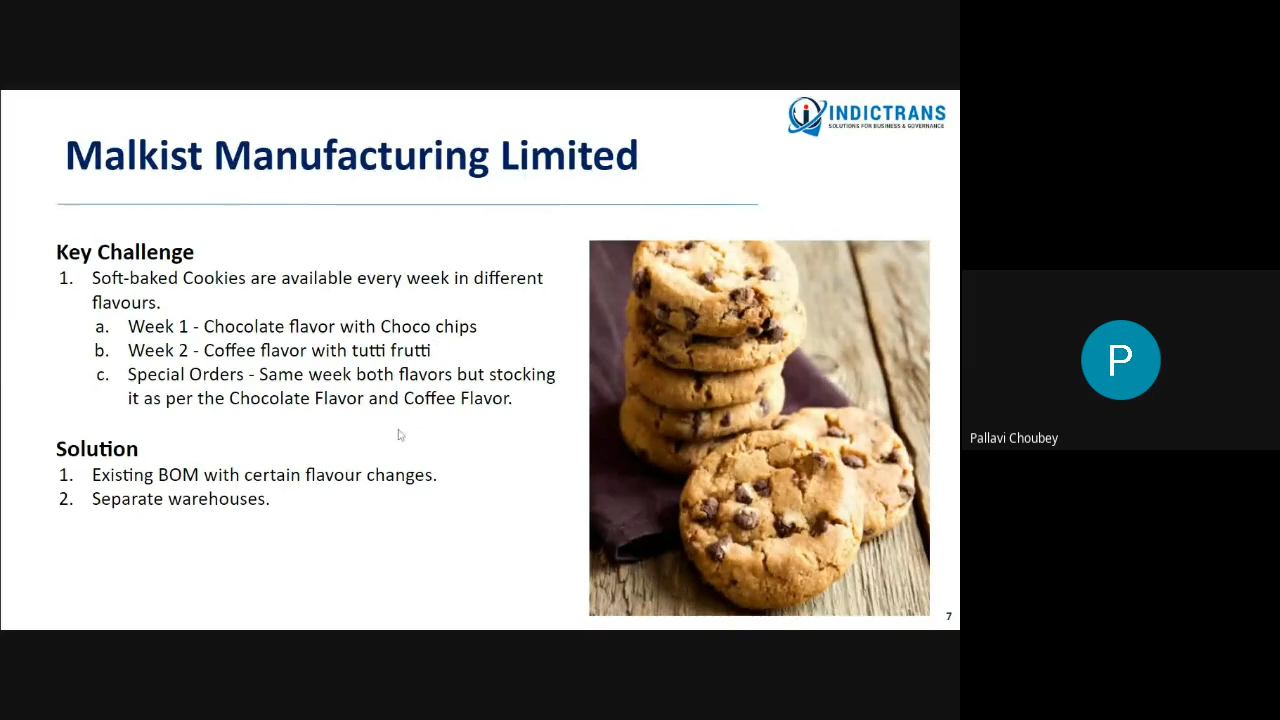 INDICTRANS
SOLUTIONS FOR BUSINESS & GOVERNANCE
Malkist Manufacturing Limited
Key Challenge
1. Soft-baked Cookies are available every week in different
flavours.
a. Week 1 - Chocolate flavor with Choco chips
b. Week 2 - Coffee flavor with tutti frutti
c. Special Orders - Same week both flavors but stocking
it as per the Chocolate Flavor and Coffee Flavor.
Solution
1. Existing BOM with certain flavour changes.
2. Separate warehouses.
7
P
Pallavi Choubey